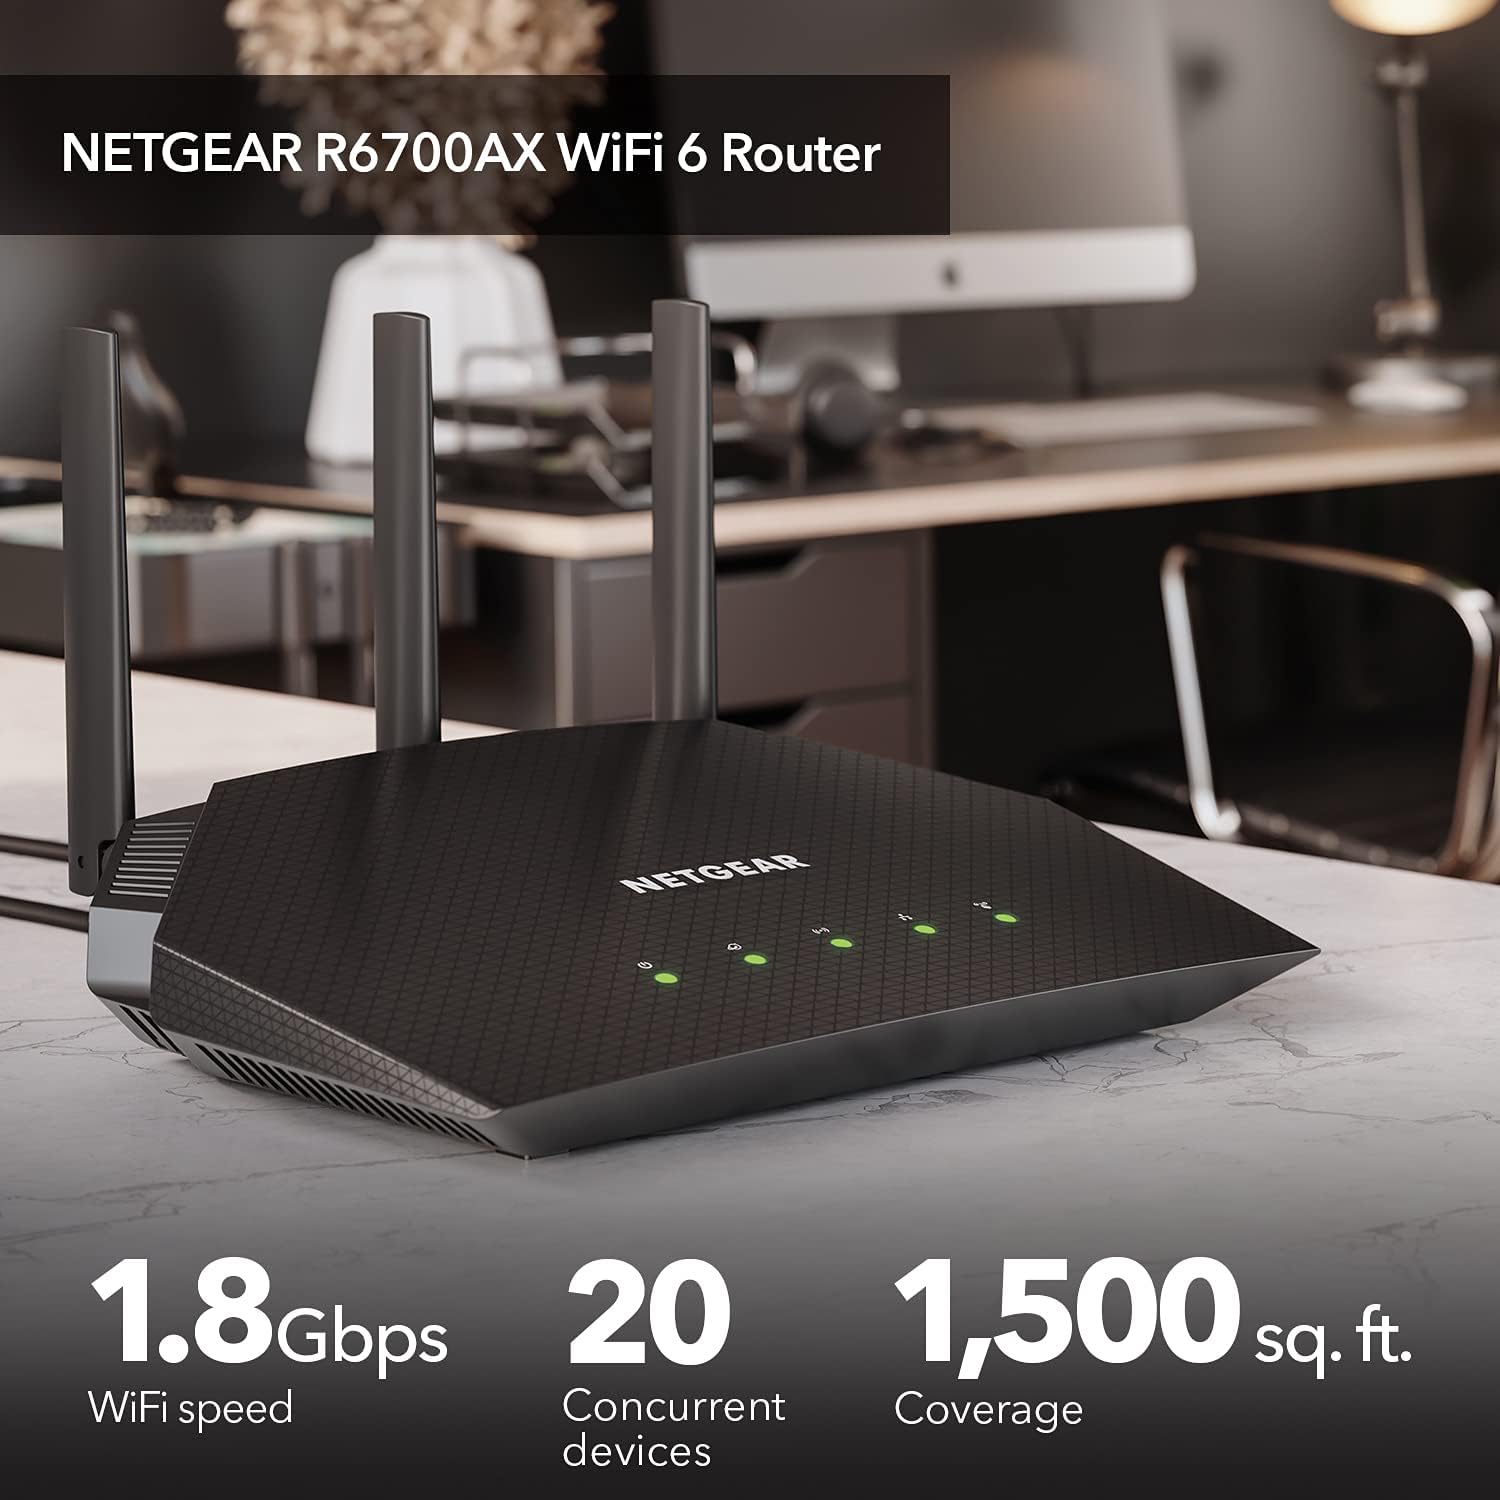 NETGEAR R6700AX WiFi 6 Router
NETGEAR
1.8Gbps
WiFi speed
20
Concurrent
devices
1,500 sq. ft.
Coverage